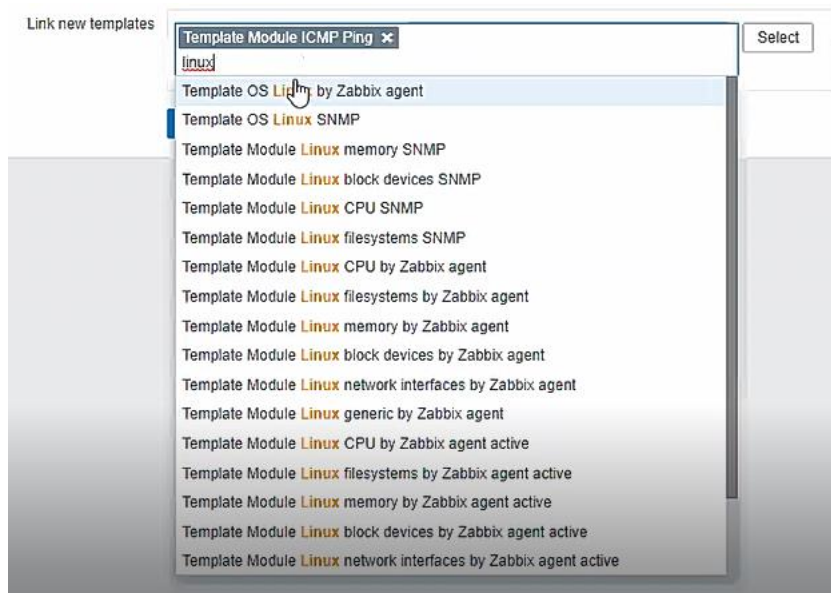 Link new templates
Template Module ICMP Ping
Select
linux
Template OS Linux by Zabbix agent
Template OS Linux SNMP
Template Module Linux memory SNMP
Template Module Linux block devices SNMP
Template Module Linux CPU SNMP
Template Module Linux filesystems SNMP
Template Module Linux CPU by Zabbix agent
Template Module Linux filesystems by Zabbix agent
Template Module Linux memory by Zabbix agent
Template Module Linux block devices by Zabbix agent
Template Module Linux network interfaces by Zabbix agent
Template Module Linux generic by Zabbix agent
Template Module Linux CPU by Zabbix agent active
Template Module Linux filesystems by Zabbix agent active
Template Module Linux memory by Zabbix agent active
Template Module Linux block devices by Zabbix agent active
Template Module Linux network interfaces by Zabbix agent active